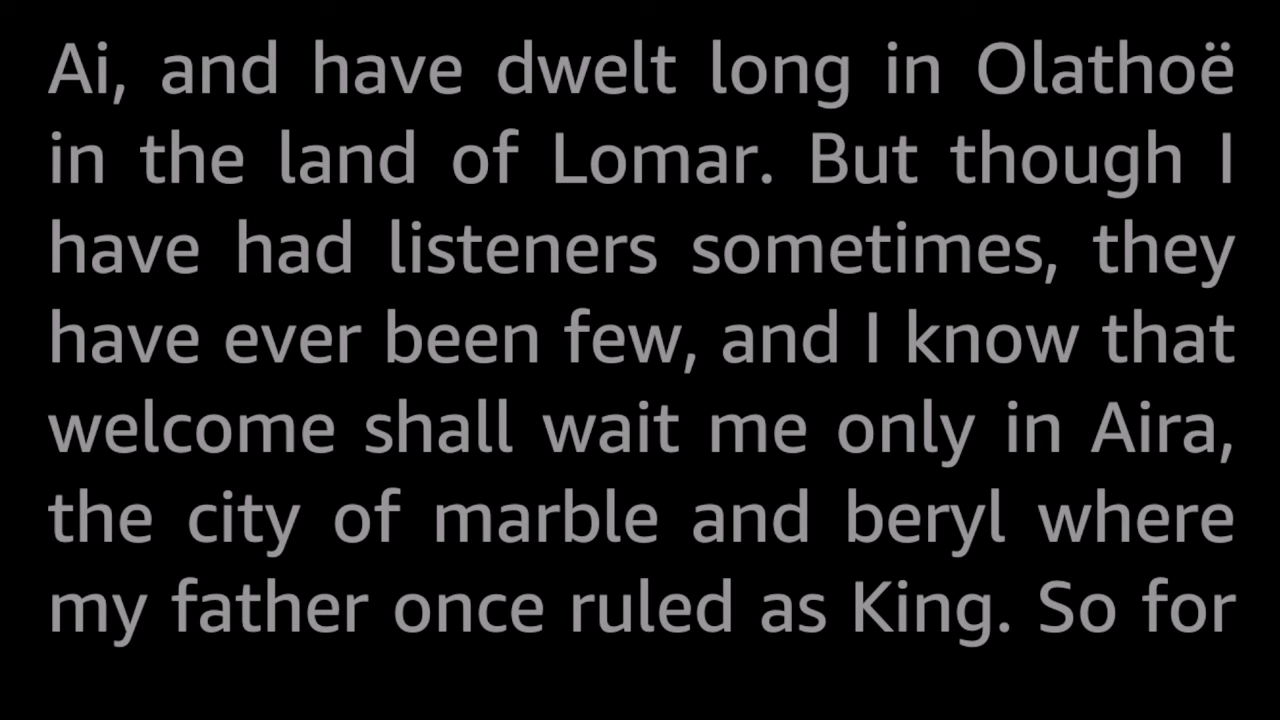 Ai, and have dwelt long in Olathoë
in the land of Lomar. But though I
have had listeners sometimes, they
have ever been few, and I know that
welcome shall wait me only in Aira,
the city of marble and beryl where
my father once ruled as King. So for